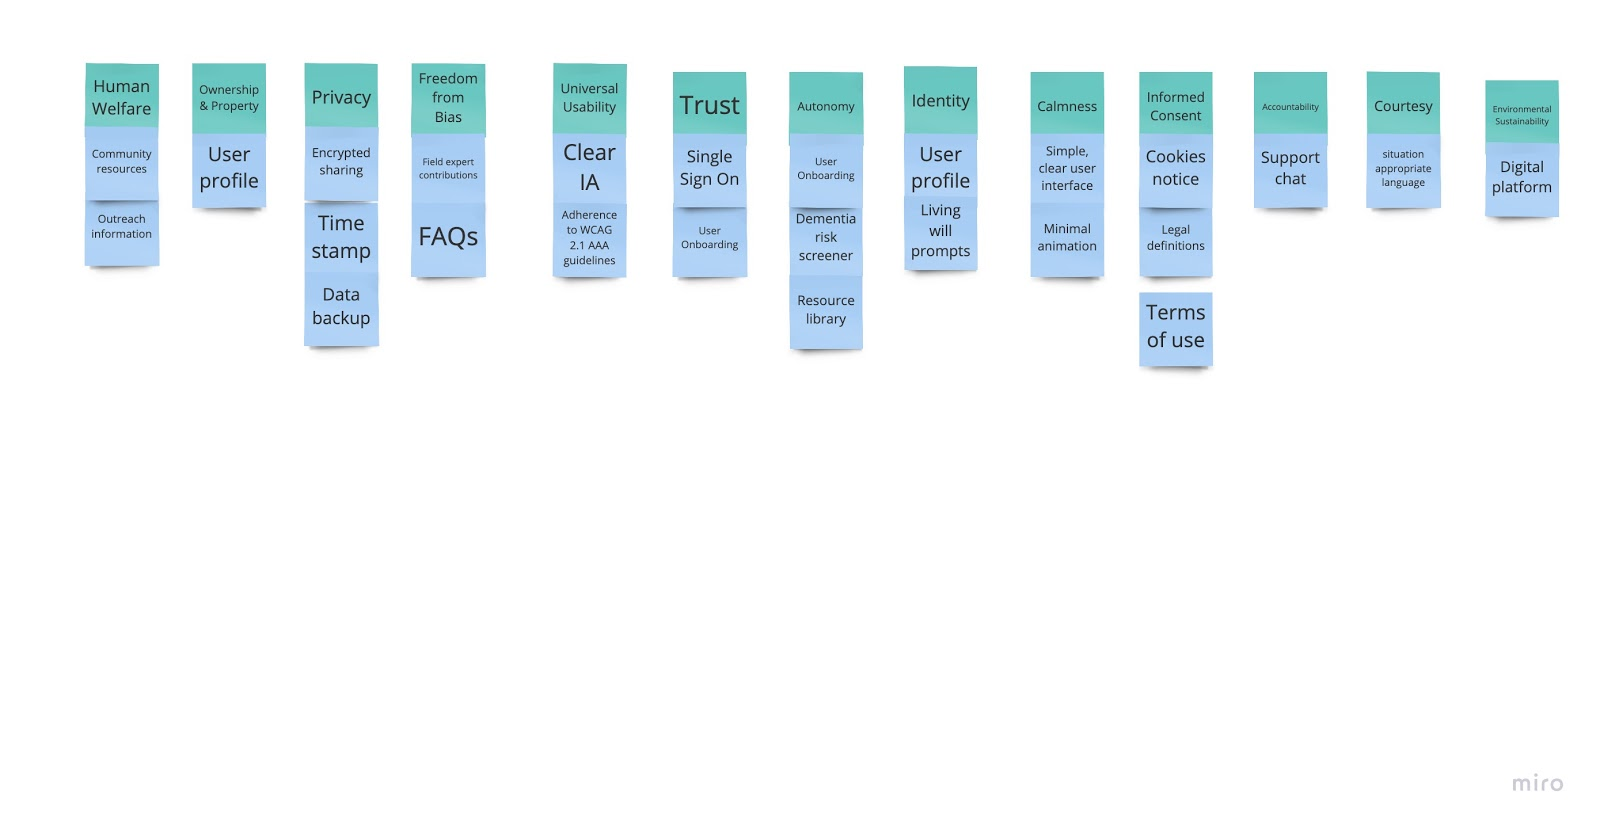 Human
Welfare
Community
resources
Outreach
information
Ownership
& Property
User
profile
Privacy
Encrypted
sharing
Time
stamp
Data
backup
Freedom
from
Bias
Field expert
contributions
FAQs
Universal
Usability
Clear
IA
Adherence
to WCAG
2.1 AAA
guidelines
Trust
Single
Sign On
User
Onboarding
Autonomy
User
Onboarding
Dementia
risk
screener
Resource
library
Identity
User
profile
Living
will
prompts
Calmness
Simple,
clear user
interface
Minimal
animation
Informed
Consent
Cookies
notice
Legal
definitions
Terms
of use
Accountability
Support
chat
Courtesy
situation
appropriate
language
Environmental
Sustainability
Digital
platform
miro